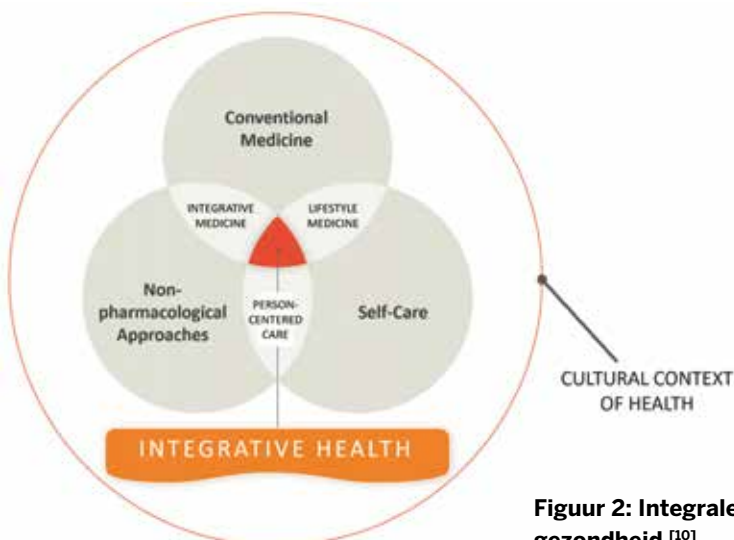 Conventional
Medicine
INTEGRATIVE
MEDICINE
LIFESTYLE
MEDICINE
Non-
pharmacological
Approaches
PERSON-
CENTERED
CARE
Self-Care
CULTURAL CONTEXT
OF HEALTH
INTEGRATIVE HEALTH
Figuur 2: Integrale
gezondheid [10]